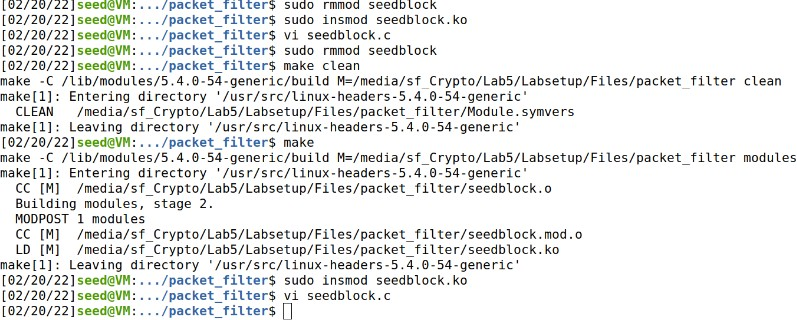 [02/20/22]seed@VM:.../packet_filter$ sudo rmmod seedblock
[02/20/22]seed@VM:.../packet_filter$ sudo insmod seedblock.ko
[02/20/22]seed@VM:.../packet_filter$ vi seedblock.c
[02/20/22]seed@VM:.../packet_filter$ sudo rmmod seedblock
[02/20/22]seed@VM:.../packet_filter$ make clean
make -C /lib/modules/5.4.0-54-generic/build M=/media/sf_Crypto/Lab5/Labsetup/Files/packet_filter clean
make[1]: Entering directory '/usr/src/linux-headers-5.4.0-54-generic'
  CLEAN   /media/sf_Crypto/Lab5/Labsetup/Files/packet_filter/Module.symvers
make[1]: Leaving directory '/usr/src/linux-headers-5.4.0-54-generic'
[02/20/22]seed@VM:.../packet_filter$ make
make -C /lib/modules/5.4.0-54-generic/build M=/media/sf_Crypto/Lab5/Labsetup/Files/packet_filter modules
make[1]: Entering directory '/usr/src/linux-headers-5.4.0-54-generic'
  CC [M]  /media/sf_Crypto/Lab5/Labsetup/Files/packet_filter/seedblock.o
  Building modules, stage 2.
  MODPOST 1 modules
  CC [M]  /media/sf_Crypto/Lab5/Labsetup/Files/packet_filter/seedblock.mod.o
  LD [M]  /media/sf_Crypto/Lab5/Labsetup/Files/packet_filter/seedblock.ko
make[1]: Leaving directory '/usr/src/linux-headers-5.4.0-54-generic'
[02/20/22]seed@VM:.../packet_filter$ sudo insmod seedblock.ko
[02/20/22]seed@VM:.../packet_filter$ vi seedblock.c
[02/20/22]seed@VM:.../packet_filter$